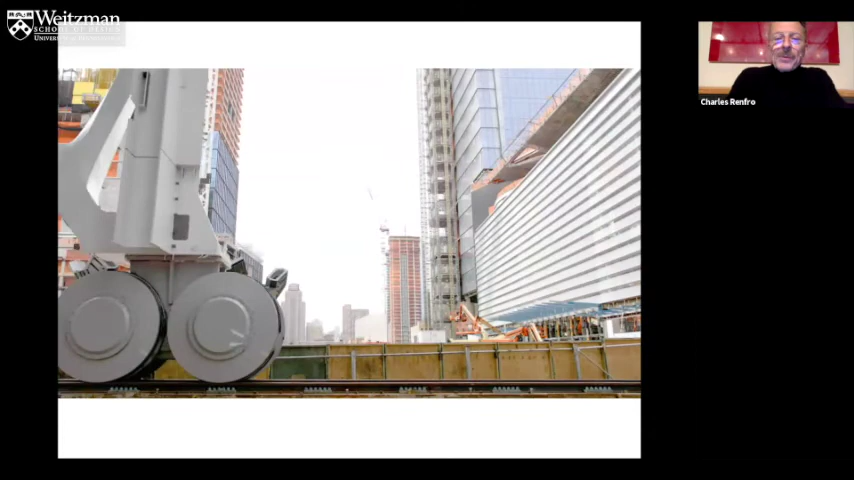 Weitzman
SCHOOL OF DESIGN
UNIVERSITY OF PENNSYLVANIA
Charles Renfro